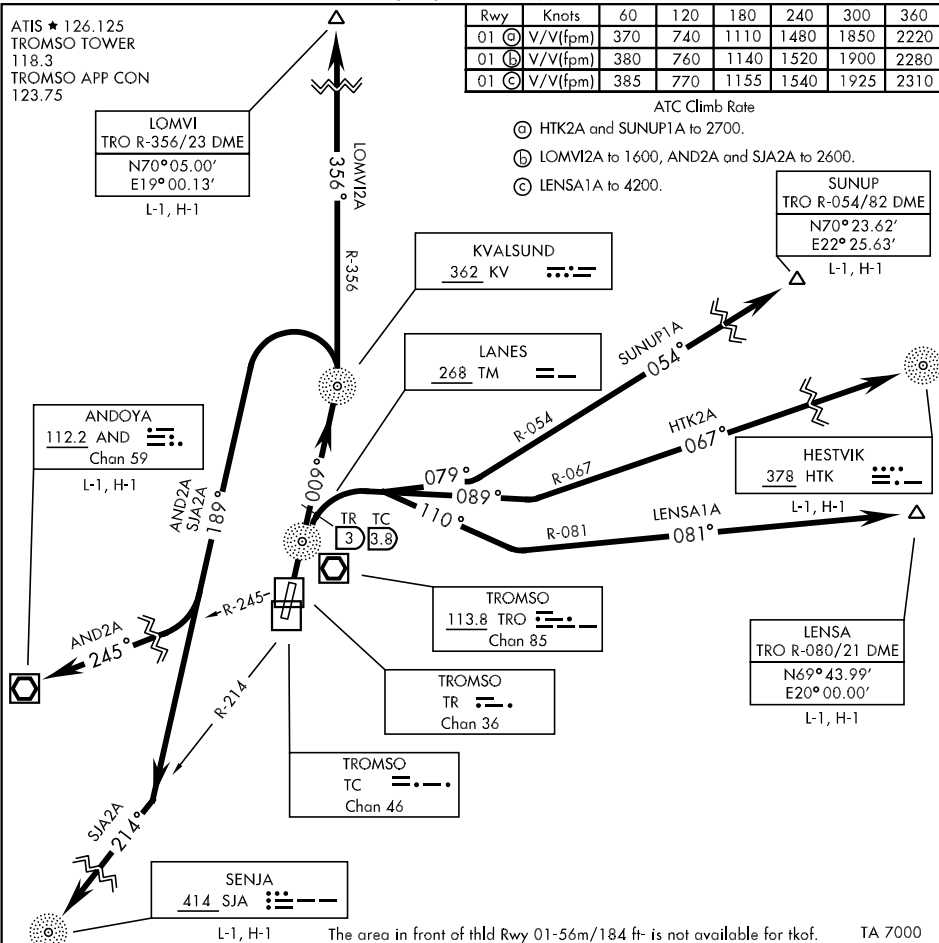 ATIS ★ 126.125
TROMSO TOWER
118.3
TROMSO APP CON
123.75
Rwy Knots 60 120 180 240 300 360
01 ⓐ V/V(fpm) 370 740 1110 1480 1850 2220
01 ⓑ V/V(fpm) 380 760 1140 1520 1900 2280
01 ⓒ V/V(fpm) 385 770 1155 1540 1925 2310
ATC Climb Rate
ⓐ HTK2A and SUNUP1A to 2700.
ⓑ LOMVI2A to 1600, AND2A and SJA2A to 2600.
ⓒ LENSA1A to 4200.
LOMVI
TRO R-356/23 DME
N70°05.00'
E19°00.13'
L-1, H-1
LOMVI2A
356°
R-356
SUNUP
TRO R-054/82 DME
N70°23.62'
E22°25.63'
L-1, H-1
KVALSUND
362 KV
LANES
268 TM
SUNUP1A
054°
R-054
HTK2A
067°
R-067
HESTVIK
378 HTK
L-1, H-1
ANDOYA
112.2 AND
Chan 59
L-1, H-1
AND2A
SJA2A
189°
009°
079°
089°
110°
TR
3
TC
3.8
R-081
LENSA1A
081°
LENSA
TRO R-080/21 DME
N69°43.99'
E20°00.00'
L-1, H-1
TROMSO
113.8 TRO
Chan 85
R-245
AND2A
245°
R-214
TROMSO
TR
Chan 36
TROMSO
TC
Chan 46
SJA2A
214°
SENJA
414 SJA
L-1, H-1
The area in front of thld Rwy 01-56m/184 ft- is not available for tkof.
TA 7000